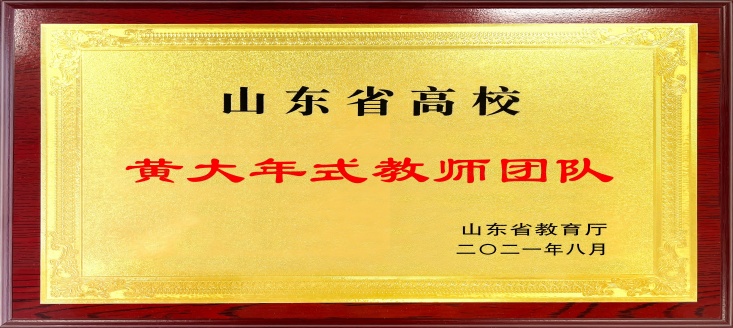 山东省高校
黄大年式教师团队
山东省教育厅
二〇二一年八月